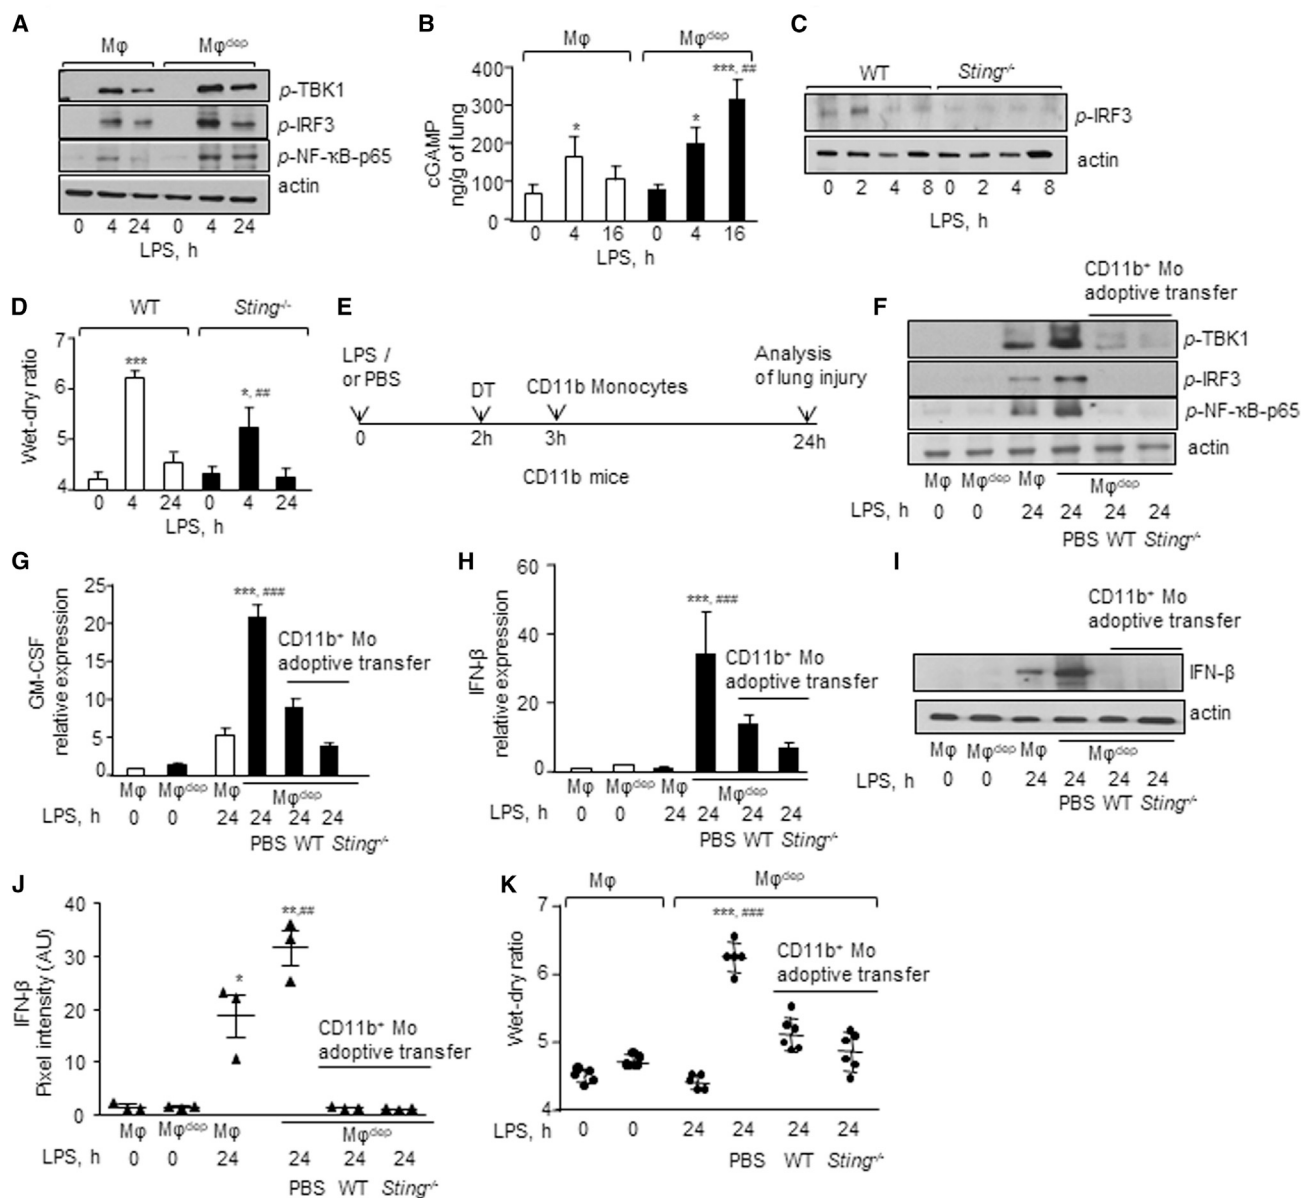 A
Mφ Mφdep
p-TBK1
p-IRF3
p-NF-κB-p65
actin
0 4 24 0 4 24
LPS, h
B
Mφ Mφdep
***, ##
* *
400
300
200
100
0
cGAMP
ng/g of lung
0 4 16 0 4 16
LPS, h
C
WT Sting-/-
p-IRF3
actin
0 2 4 8 0 2 4 8
LPS, h
D
WT Sting-/-
***
*, ##
7
6
5
4
Wet-dry ratio
0 4 24 0 4 24
LPS, h
E
LPS /
or PBS
DT
CD11b Monocytes
Analysis
of lung injury
0 2h 3h 24h
CD11b mice
F
CD11b+ Mo
adoptive transfer
p-TBK1
p-IRF3
p-NF-κB-p65
actin
Mφ Mφdep Mφ Mφdep
LPS, h 0 0 24 24 24 24
PBS WT Sting-/-
G
***, ###
CD11b+ Mo
adoptive transfer
25
20
15
10
5
0
GM-CSF
relative expression
Mφ Mφdep Mφ Mφdep
LPS, h 0 0 24 24 24 24
PBS WT Sting-/-
H
***, ###
CD11b+ Mo
adoptive transfer
60
40
20
0
IFN-β
relative expression
Mφ Mφdep Mφ Mφdep
LPS, h 0 0 24 24 24 24
PBS WT Sting-/-
I
CD11b+ Mo
adoptive transfer
IFN-β
actin
Mφ Mφdep Mφ Mφdep
LPS, h 0 0 24 24 24 24
PBS WT Sting-/-
J
**,##
*
CD11b+ Mo
adoptive transfer
40
30
20
10
0
IFN-β
Pixel intensity (AU)
Mφ Mφdep Mφ Mφdep
LPS, h 0 0 24 24 24 24
PBS WT Sting-/-
K
Mφ Mφdep
***, ###
CD11b+ Mo
adoptive transfer
7
6
5
4
Wet-dry ratio
LPS, h 0 0 24 24 24 24
PBS WT Sting-/-